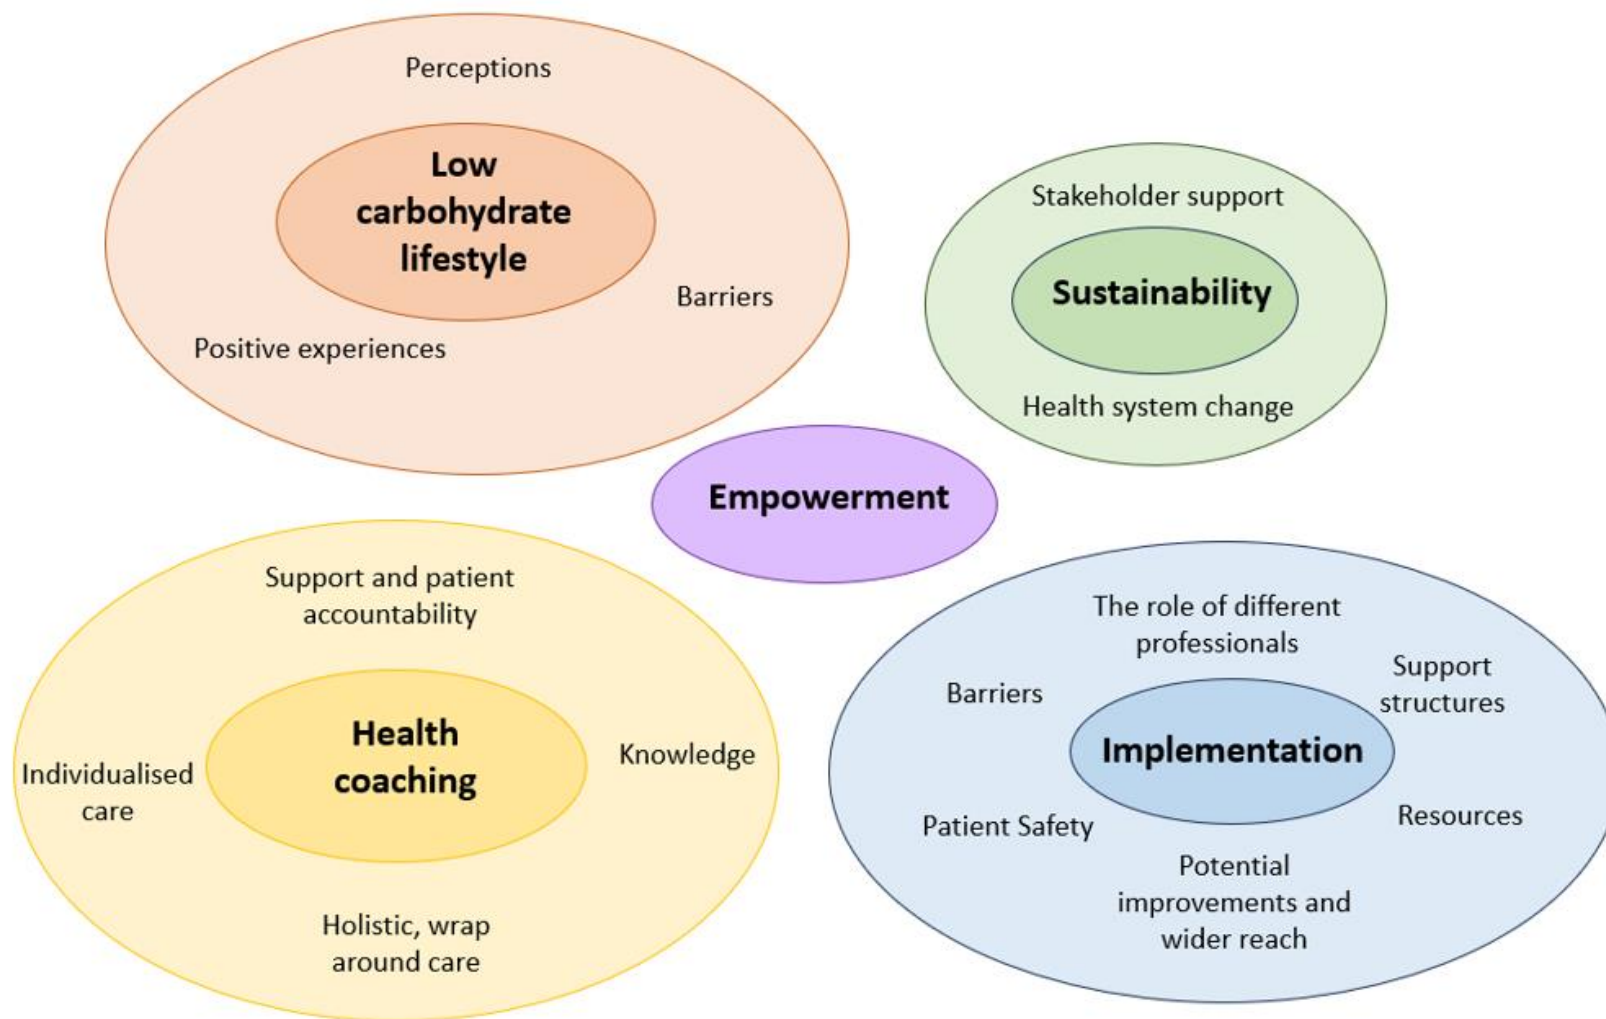 Perceptions
Low
carbohydrate
lifestyle
Barriers
Positive experiences
Stakeholder support
Sustainability
Health system change
Empowerment
Support and patient
accountability
Health
coaching
Knowledge
Individualised
care
Holistic, wrap
around care
The role of different
professionals
Support
structures
Barriers
Implementation
Resources
Patient Safety
Potential
improvements and
wider reach